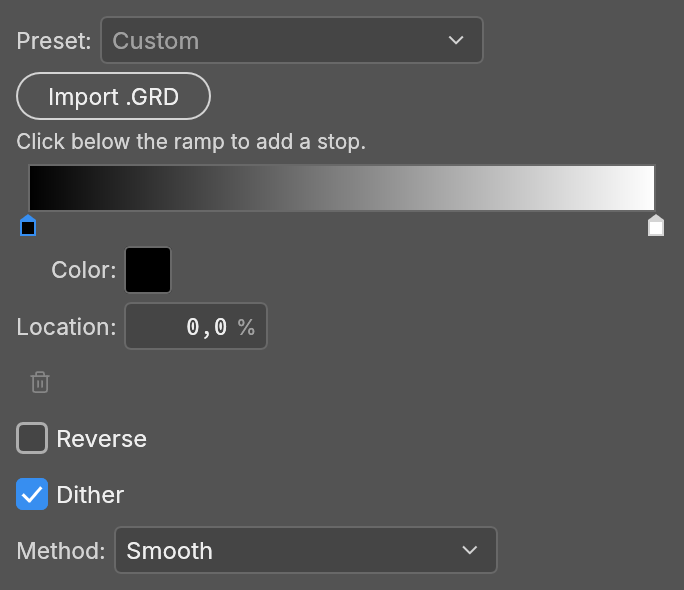 Preset: Custom
Import .GRD
Click below the ramp to add a stop.
Color:
Location: 0,0 %
Reverse
Dither
Method: Smooth